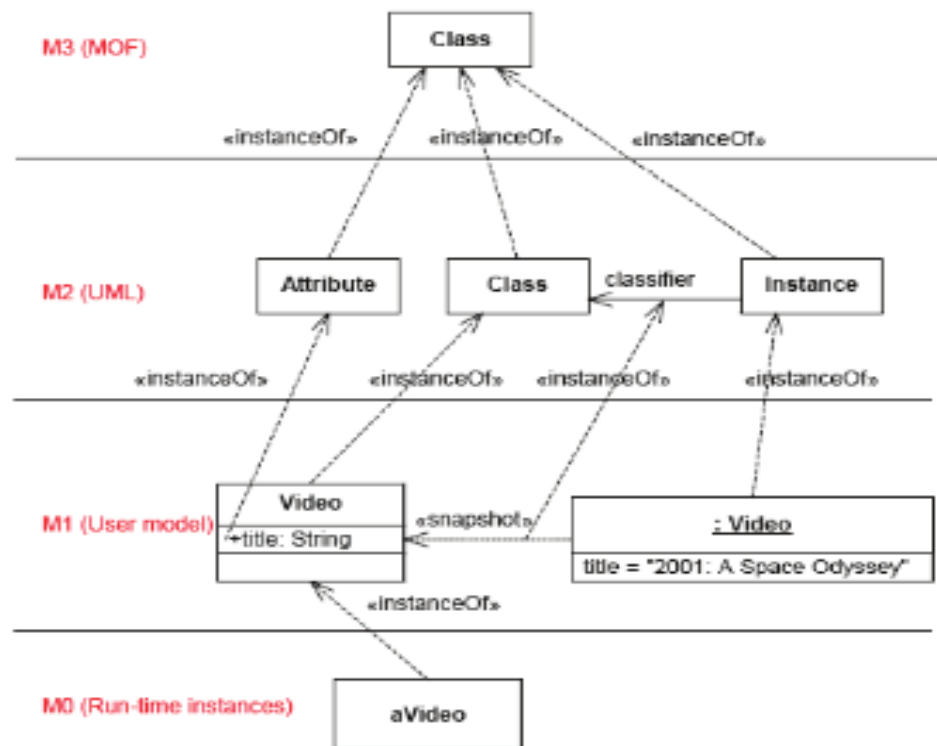 M3 (MOF)
Class
«instanceOf» «instanceOf» «instanceOf»
M2 (UML)
Attribute
Class
classifier
Instance
«instanceOf» «instanceOf» «instanceOf» «instanceOf»
M1 (User model)
Video
+title: String
«snapshot»
: Video
title = "2001: A Space Odyssey"
«instanceOf»
M0 (Run-time instances)
aVideo